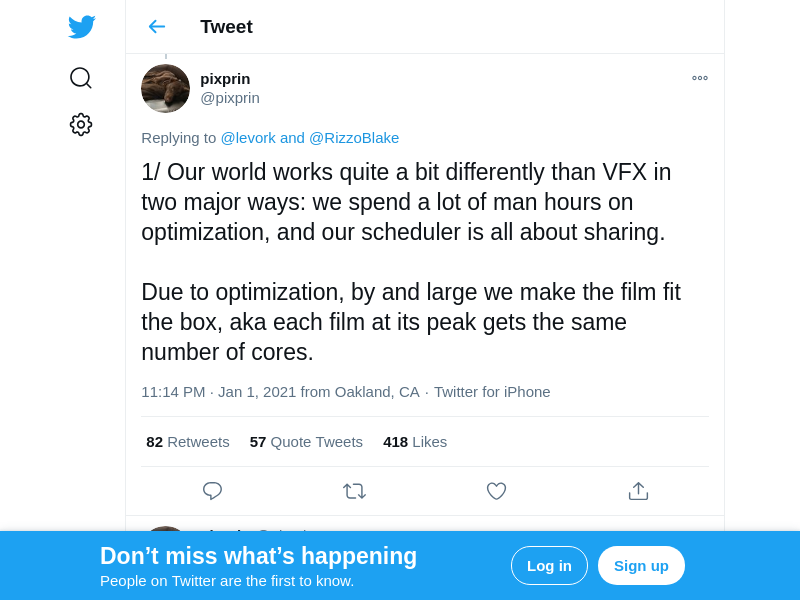 Tweet
pixprin
@pixprin
Replying to @levork and @RizzoBlake
1/ Our world works quite a bit differently than VFX in
two major ways: we spend a lot of man hours on
optimization, and our scheduler is all about sharing.
Due to optimization, by and large we make the film fit
the box, aka each film at its peak gets the same
number of cores.
11:14 PM · Jan 1, 2021 from Oakland, CA · Twitter for iPhone
82 Retweets 57 Quote Tweets 418 Likes
Don’t miss what’s happening
People on Twitter are the first to know.
Log in
Sign up